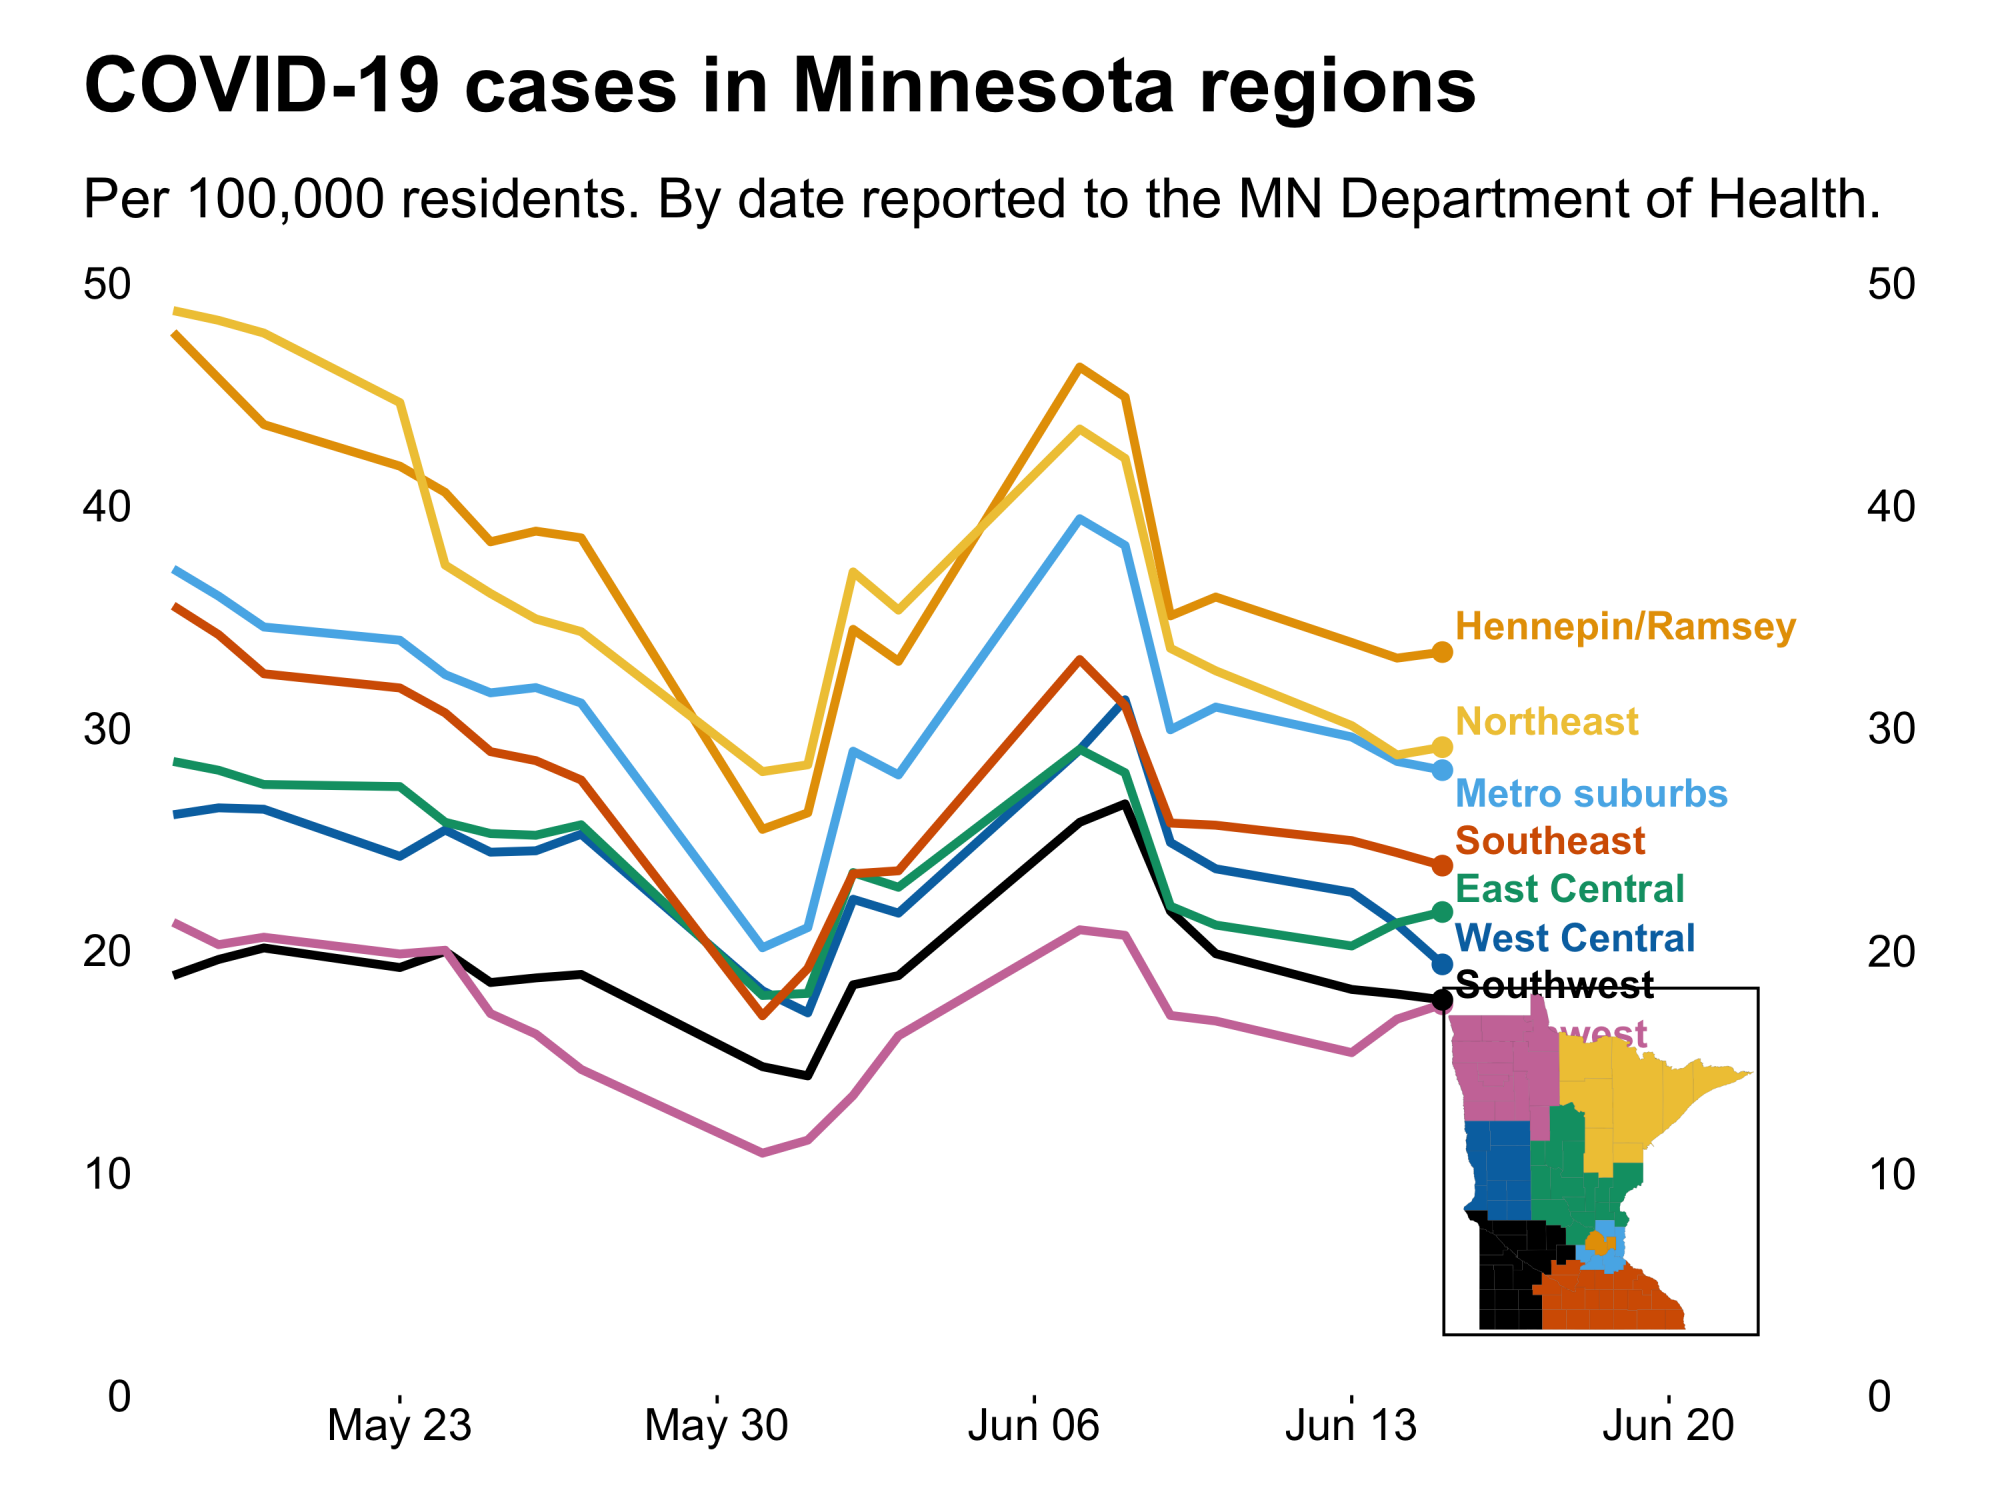 COVID-19 cases in Minnesota regions
Per 100,000 residents. By date reported to the MN Department of Health.
50 50
40 40
Hennepin/Ramsey
Northeast
30 30
Metro suburbs
Southeast
East Central
West Central
20 20
Southwest
10 10
0 0
May 23 May 30 Jun 06 Jun 13 Jun 20